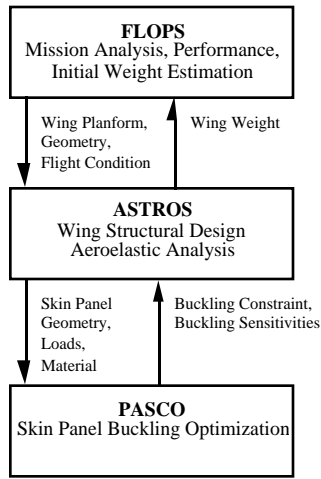 FLOPS
Mission Analysis, Performance,
Initial Weight Estimation
Wing Planform,
Geometry,
Flight Condition
Wing Weight
ASTROS
Wing Structural Design
Aeroelastic Analysis
Skin Panel
Geometry,
Loads,
Material
Buckling Constraint,
Buckling Sensitivities
PASCO
Skin Panel Buckling Optimization